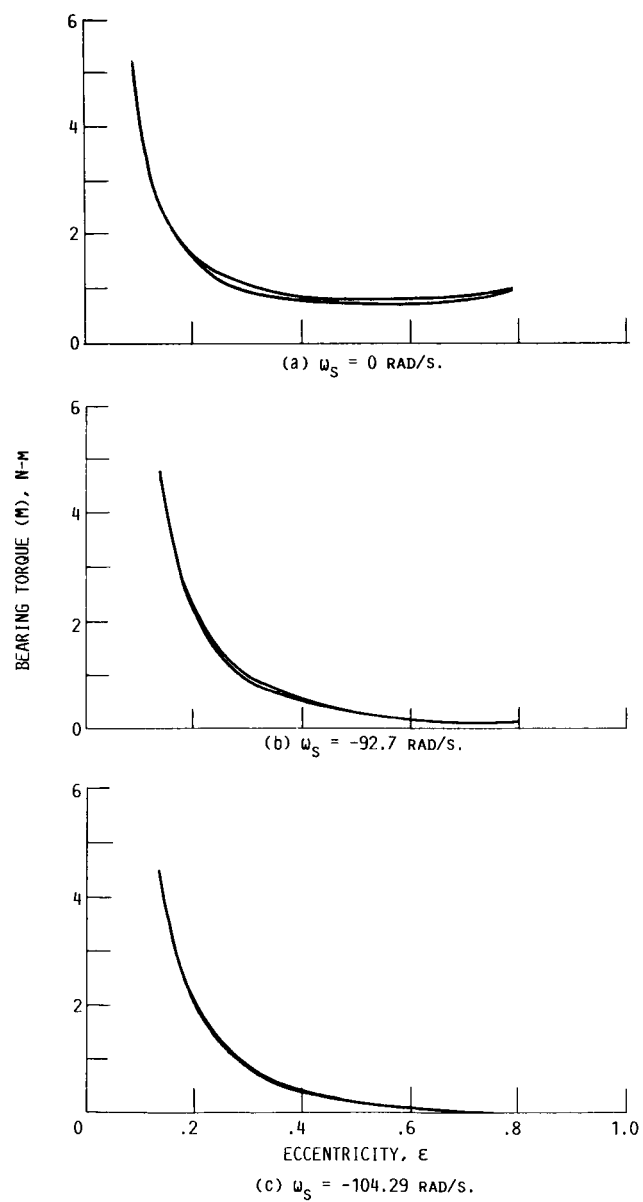 6
4
2
0
(a) ωS = 0 RAD/S.
BEARING TORQUE (M), N-M
6
4
2
0
(b) ωS = -92.7 RAD/S.
6
4
2
0 .2 .4 .6 .8 1.0
ECCENTRICITY, ε
(c) ωS = -104.29 RAD/S.